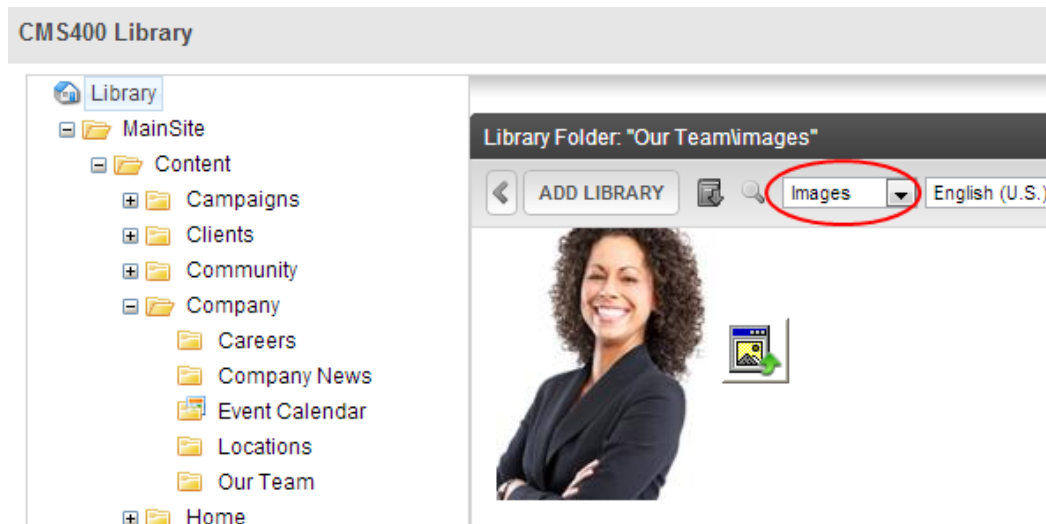 CMS400 Library
Library
MainSite
Content
Campaigns
Clients
Community
Company
Careers
Company News
Event Calendar
Locations
Our Team
Home
Library Folder: "Our Team\images"
ADD LIBRARY Images English (U.S.)